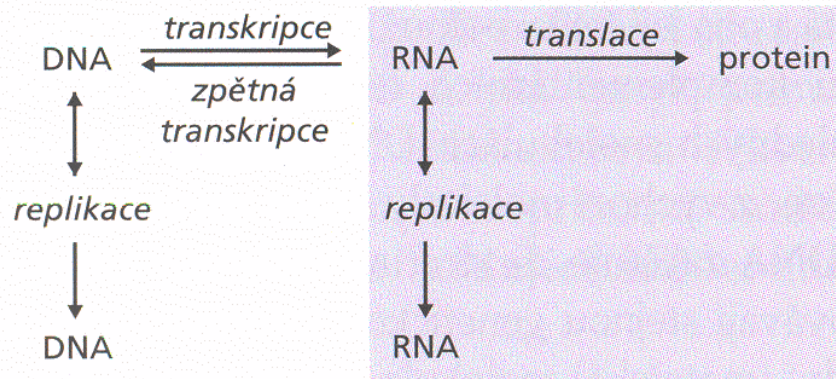 transkripce
translace
DNA
RNA
protein
zpětná
transkripce
replikace
replikace
DNA
RNA